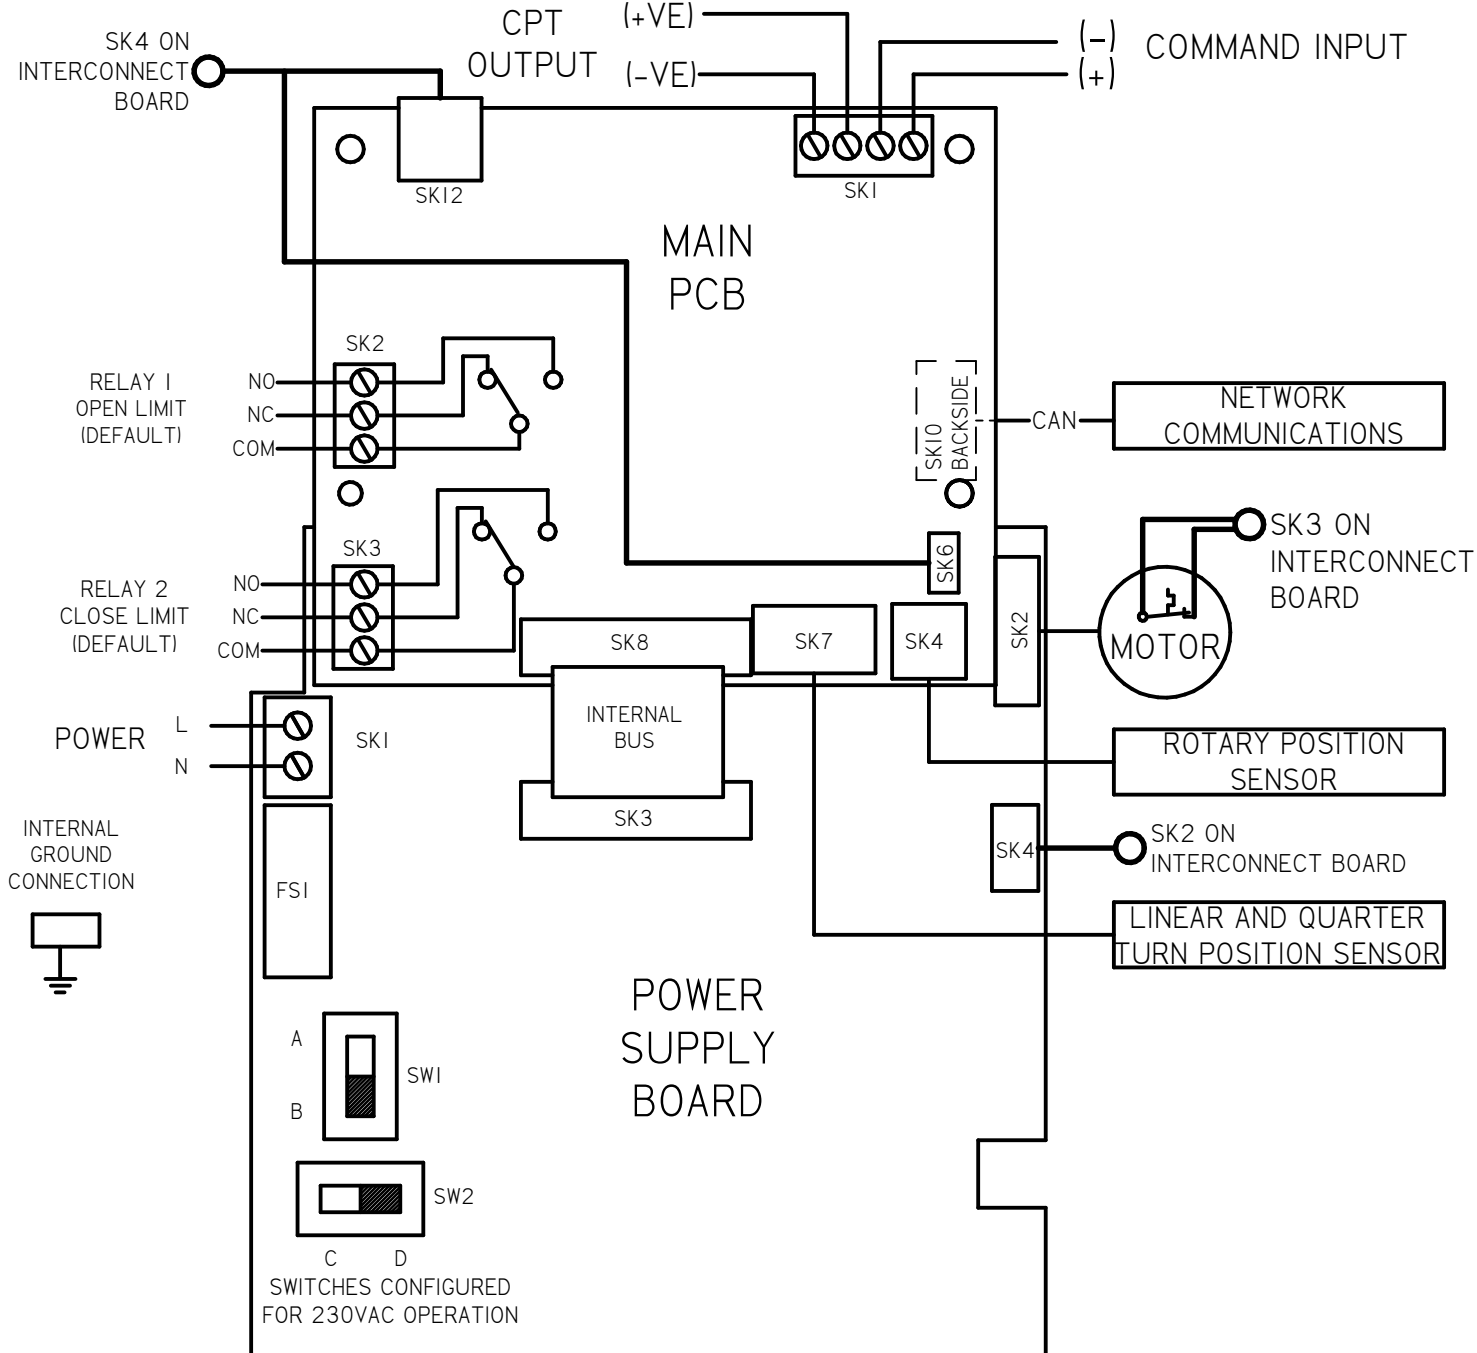 CPT
OUTPUT
(+VE)
(-VE)
(-)
(+)
COMMAND INPUT
SK4 ON
INTERCONNECT
BOARD
SK12
SK1
MAIN
PCB
SK2
RELAY 1
OPEN LIMIT
(DEFAULT)
NO
NC
COM
SK10
BACKSIDE
CAN
NETWORK
COMMUNICATIONS
SK3
RELAY 2
CLOSE LIMIT
(DEFAULT)
NO
NC
COM
SK6
SK3 ON
INTERCONNECT
BOARD
SK8
SK7
SK4
SK2
MOTOR
POWER
L
N
SK1
INTERNAL
BUS
SK3
ROTARY POSITION
SENSOR
INTERNAL
GROUND
CONNECTION
FS1
SK4
SK2 ON
INTERCONNECT BOARD
LINEAR AND QUARTER
TURN POSITION SENSOR
POWER
SUPPLY
BOARD
A
B
SW1
SW2
C D
SWITCHES CONFIGURED
FOR 230VAC OPERATION